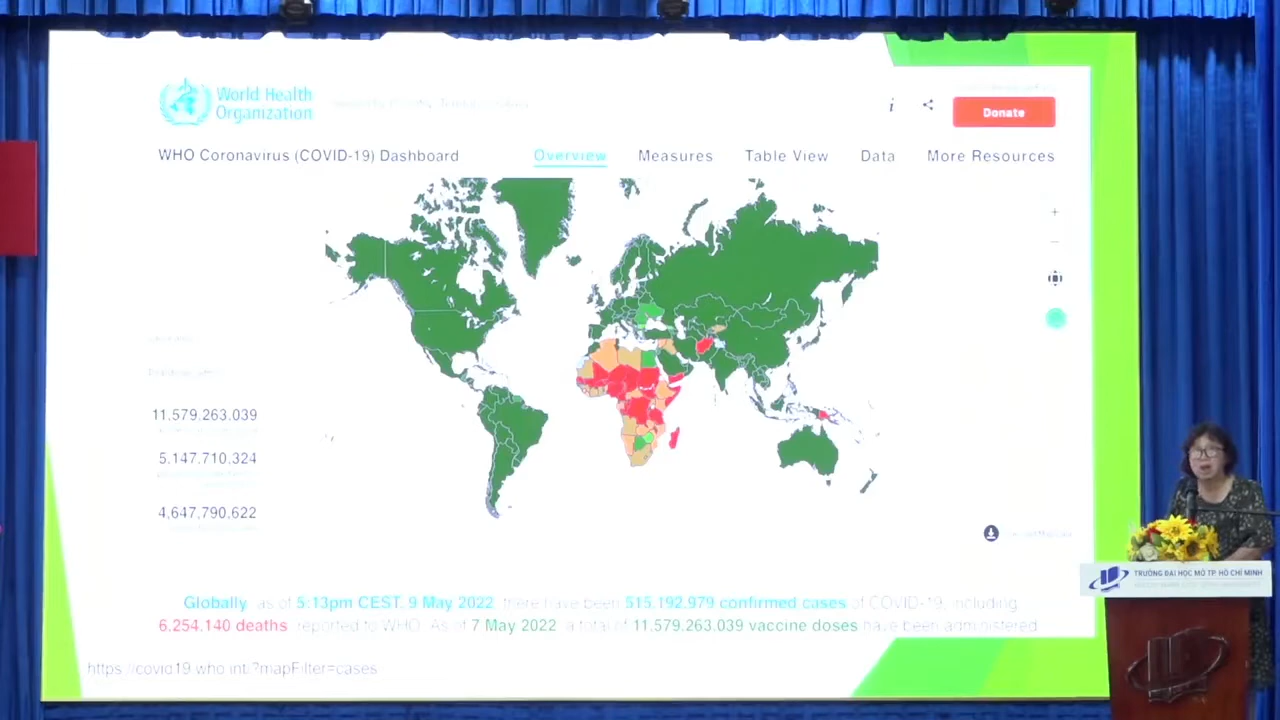 World Health
Organization
i
Donate
WHO Coronavirus (COVID-19) Dashboard
Overview
Measures
Table View
Data
More Resources
11.579.263.039
5.147.710,324
4,647,790,622
Globally, as of 5:13pm CEST, 9 May 2022, there have been 515.192.979 confirmed cases of COVID-19, including
6.254.140 deaths, reported to WHO. As of 7 May 2022, a total of 11.579.263.039 vaccine doses have been administered.
https://covid19.who.int/?mapFilter=cases
TRƯỜNG ĐẠI HỌC MỞ TP. HỒ CHÍ MINH